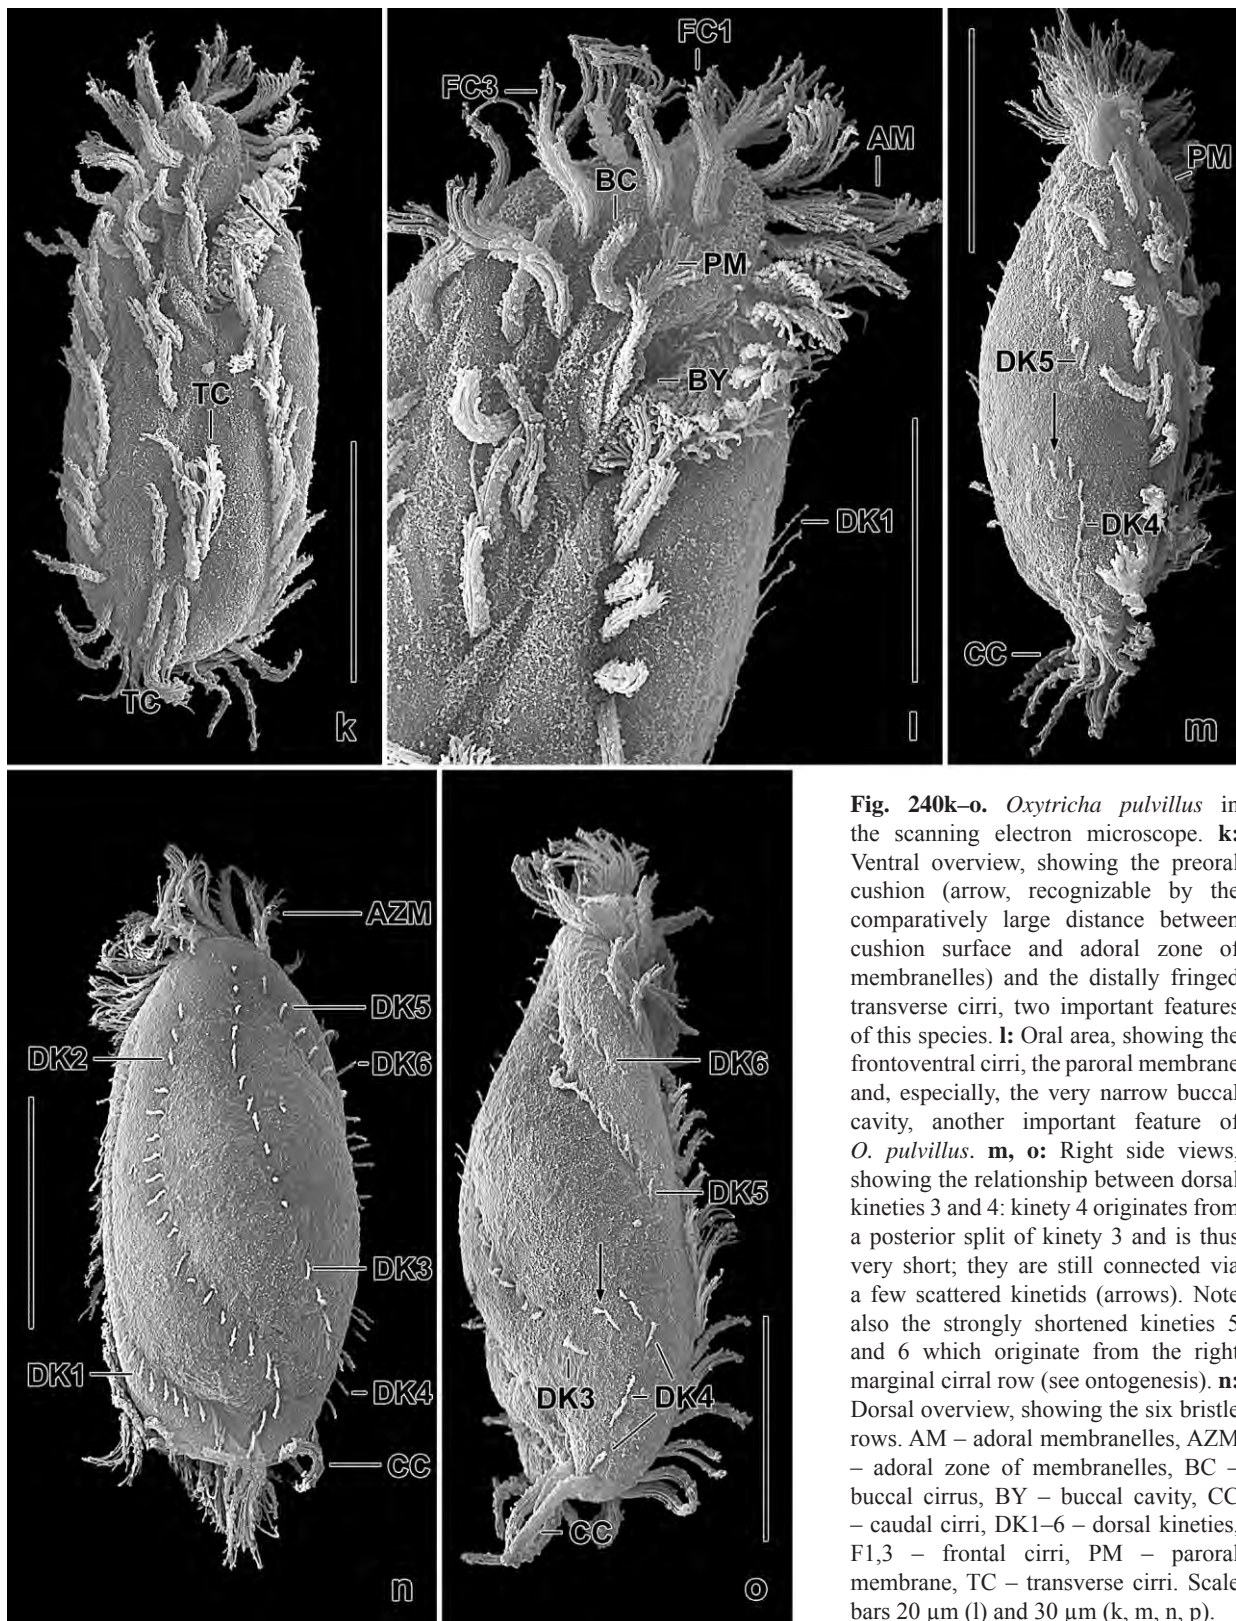 FC1
FC3
AM
BC
PM
BY
DK1
TC
TC
k
l
PM
DK5
DK4
CC
m
AZM
DK5
DK2
DK6
DK3
DK1
DK4
CC
n
DK6
DK5
DK3
DK4
CC
o
Fig. 240k–o. Oxytricha pulvillus in
the scanning electron microscope. k:
Ventral overview, showing the preoral
cushion (arrow, recognizable by the
comparatively large distance between
cushion surface and adoral zone of
membranelles) and the distally fringed
transverse cirri, two important features
of this species. l: Oral area, showing the
frontoventral cirri, the paroral membrane
and, especially, the very narrow buccal
cavity, another important feature of
O. pulvillus. m, o: Right side views,
showing the relationship between dorsal
kineties 3 and 4: kinety 4 originates from
a posterior split of kinety 3 and is thus
very short; they are still connected via
a few scattered kinetids (arrows). Note
also the strongly shortened kineties 5
and 6 which originate from the right
marginal cirral row (see ontogenesis). n:
Dorsal overview, showing the six bristle
rows. AM – adoral membranelles, AZM
– adoral zone of membranelles, BC –
buccal cirrus, BY – buccal cavity, CC
– caudal cirri, DK1–6 – dorsal kineties,
F1,3 – frontal cirri, PM – paroral
membrane, TC – transverse cirri. Scale
bars 20 µm (l) and 30 µm (k, m, n, p).